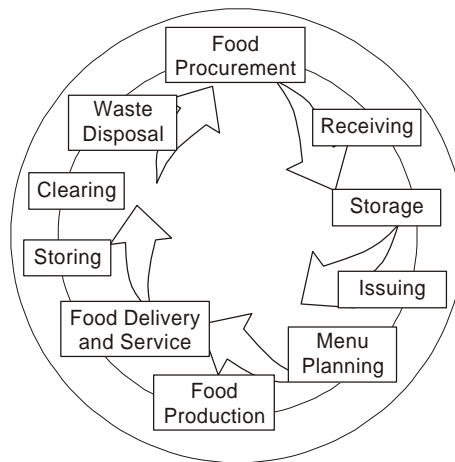 Food
Procurement
Receiving
Storage
Issuing
Menu
Planning
Food
Production
Food Delivery
and Service
Storing
Clearing
Waste
Disposal